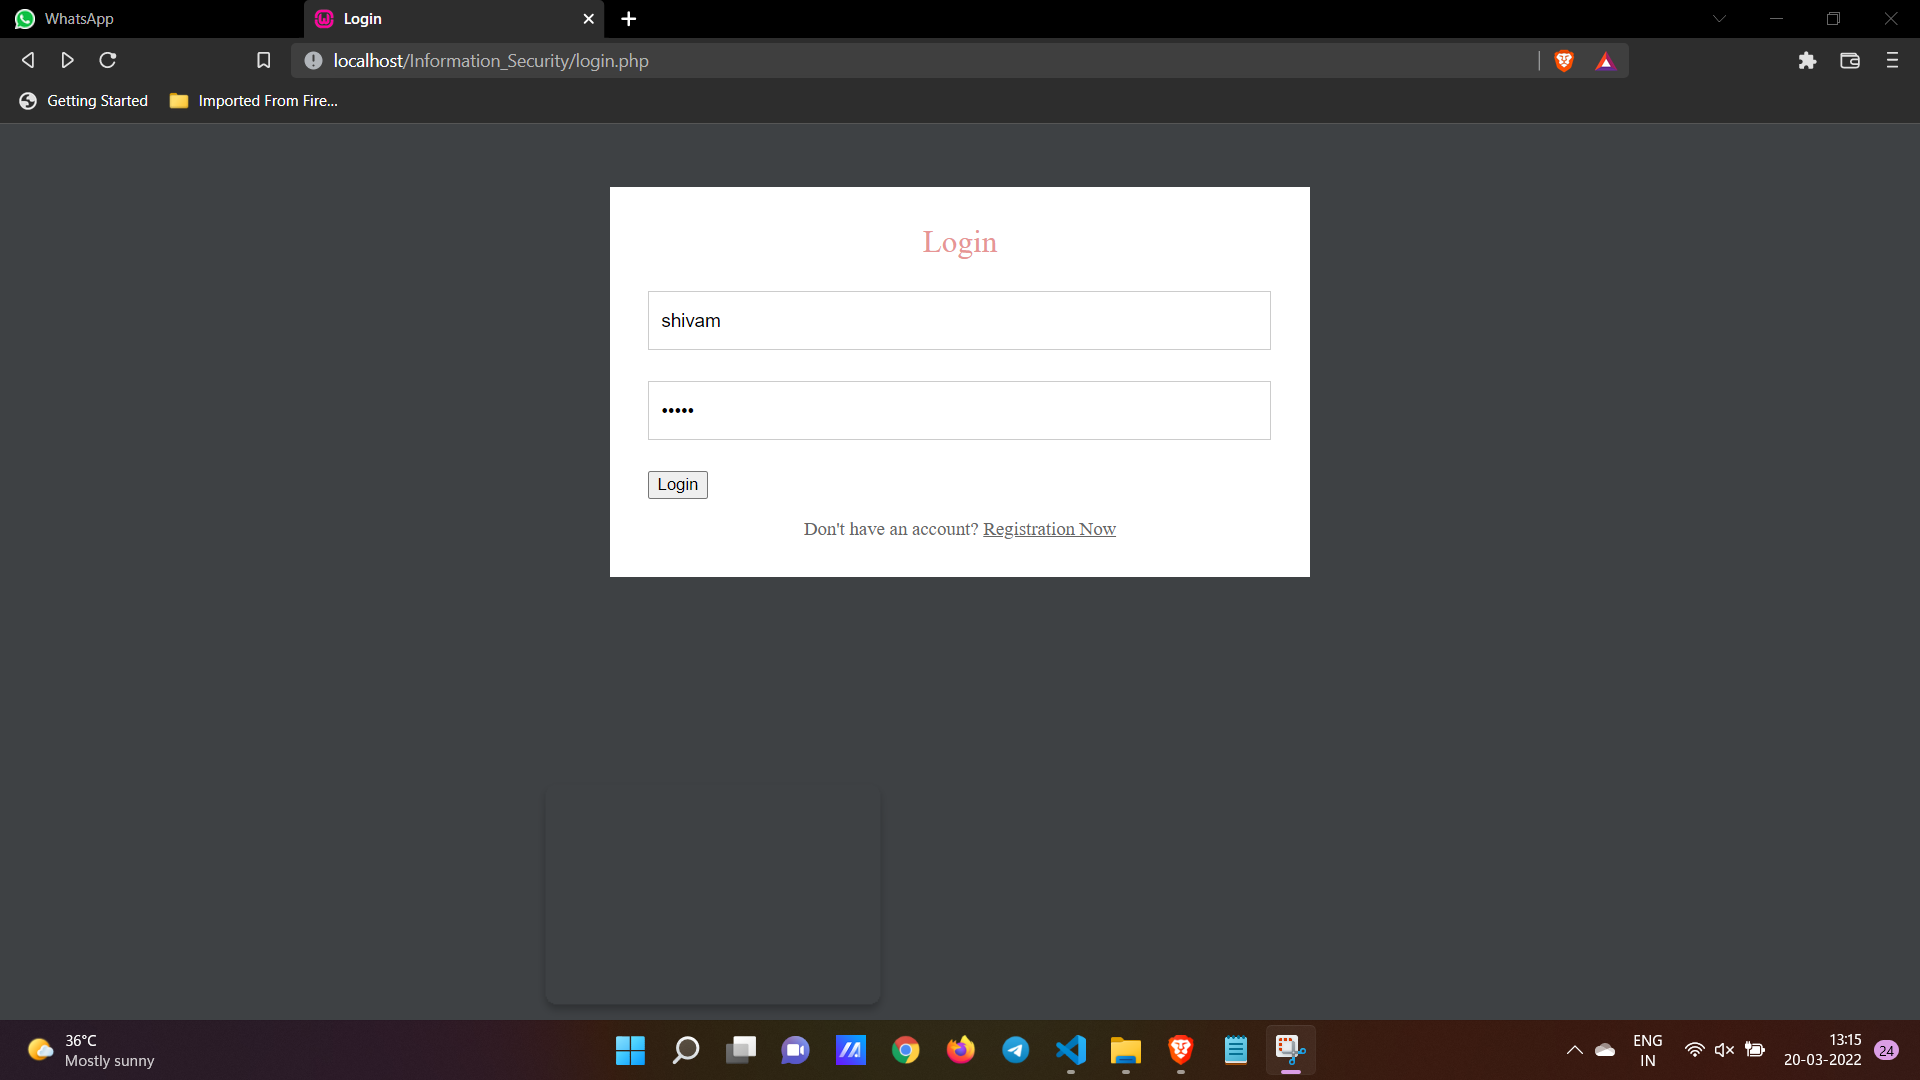 WhatsApp
Login
localhost/Information_Security/login.php
Getting Started
Imported From Fire...
Login
shivam
•••••
Login
Don't have an account? Registration Now
36°C
Mostly sunny
ENG
IN
13:15
20-03-2022
24